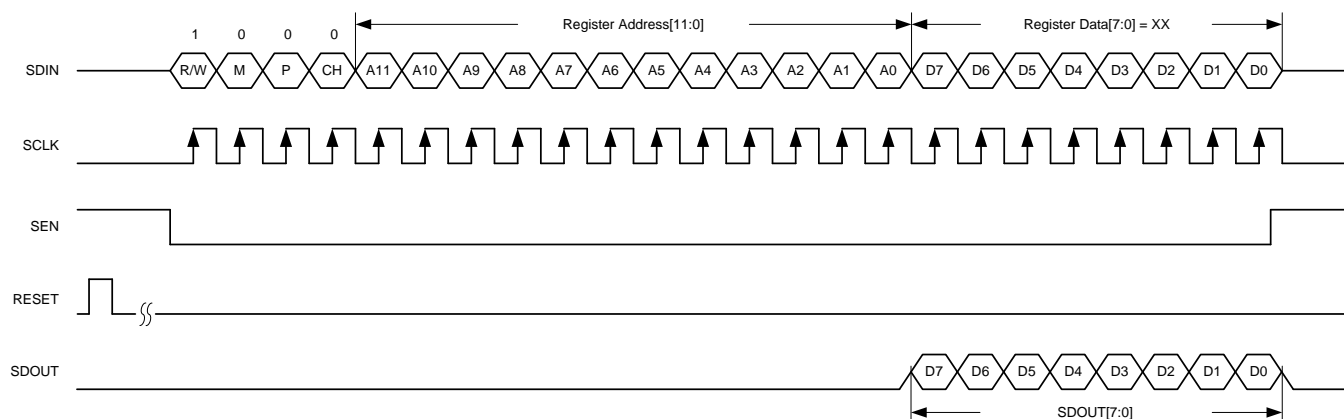 Register Address[11:0] Register Data[7:0] = XX
1 0 0 0
SDIN R/W M P CH A11 A10 A9 A8 A7 A6 A5 A4 A3 A2 A1 A0 D7 D6 D5 D4 D3 D2 D1 D0
SCLK
SEN
RESET
SDOUT D7 D6 D5 D4 D3 D2 D1 D0
SDOUT[7:0]